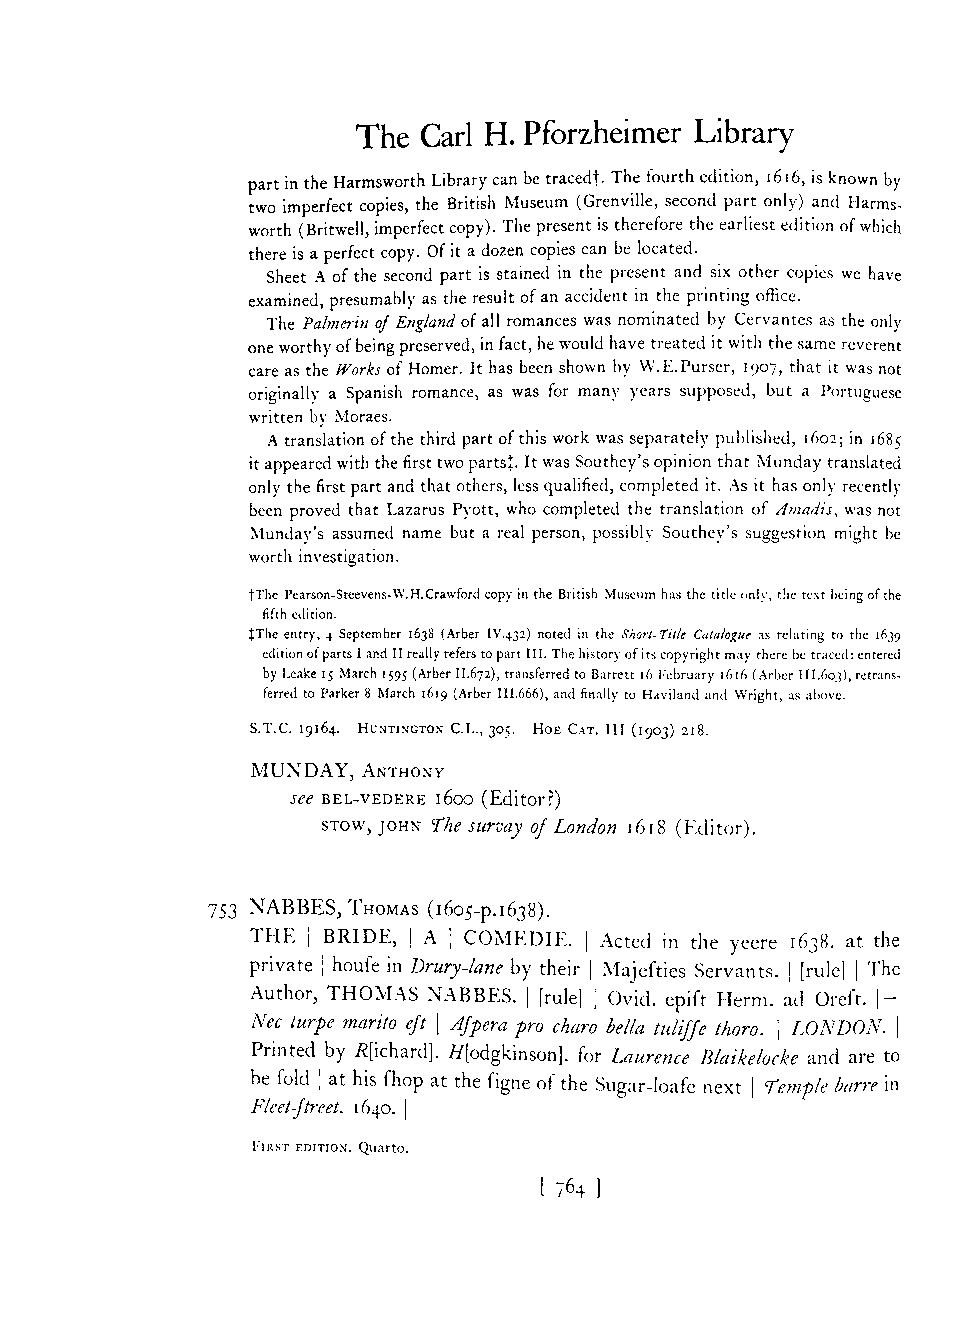 The Carl H. Pforzheimer Library
part in the Harmsworth Library can be traced†. The fourth edition, 1616, is known by
two imperfect copies, the British Museum (Grenville, second part only) and Harms-
worth (Britwell, imperfect copy). The present is therefore the earliest edition of which
there is a perfect copy. Of it a dozen copies can be located.
Sheet A of the second part is stained in the present and six other copies we have
examined, presumably as the result of an accident in the printing office.
The Palmerin of England of all romances was nominated by Cervantes as the only
one worthy of being preserved, in fact, he would have treated it with the same reverent
care as the Works of Homer. It has been shown by W.E.Purser, 1907, that it was not
originally a Spanish romance, as was for many years supposed, but a Portuguese
written by Moraes.
A translation of the third part of this work was separately published, 1602; in 1685
it appeared with the first two parts‡. It was Southey's opinion that Munday translated
only the first part and that others, less qualified, completed it. As it has only recently
been proved that Lazarus Pyott, who completed the translation of Amadis, was not
Munday's assumed name but a real person, possibly Southey's suggestion might be
worth investigation.
†The Pearson-Steevens-W.H.Crawford copy in the British Museum has the title only, the text being of the
fifth edition.
‡The entry, 4 September 1638 (Arber IV.432) noted in the Short-Title Catalogue as relating to the 1639
edition of parts I and II really refers to part III. The history of its copyright may there be traced: entered
by Leake 15 March 1595 (Arber II.672), transferred to Barrett 16 February 1616 (Arber III.603), retrans-
ferred to Parker 8 March 1619 (Arber III.666), and finally to Haviland and Wright, as above.
S.T.C. 19164. Huntington C.L., 305. Hoe Cat. III (1903) 218.
MUNDAY, Anthony
see BEL-VEDERE 1600 (Editor?)
STOW, JOHN The survay of London 1618 (Editor).
753 NABBES, Thomas (1605-p.1638).
THE | BRIDE, | A | COMEDIE. | Acted in the yeere 1638. at the
private | houſe in Drury-lane by their | Majeſties Servants. | [rule] | The
Author, THOMAS NABBES. | [rule] | Ovid. epiſt Herm. ad Oreſt. |—
Nec turpe marito eſt | Aſpera pro charo bella tuliſſe thoro. | LONDON. |
Printed by R[ichard]. H[odgkinson]. for Laurence Blaikelocke and are to
be ſold | at his ſhop at the ſigne of the Sugar-loafe next | Temple barre in
Fleet-ſtreet. 1640. |
First edition. Quarto.
[ 764 ]